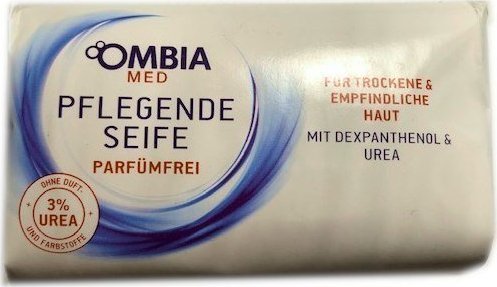 OMBIA
MED
PFLEGENDE
SEIFE
PARFÜMFREI
OHNE DUFT-
3%
UREA
UND FARBSTOFFE
FÜR TROCKENE &
EMPFINDLICHE
HAUT
MIT DEXPANTHENOL &
UREA